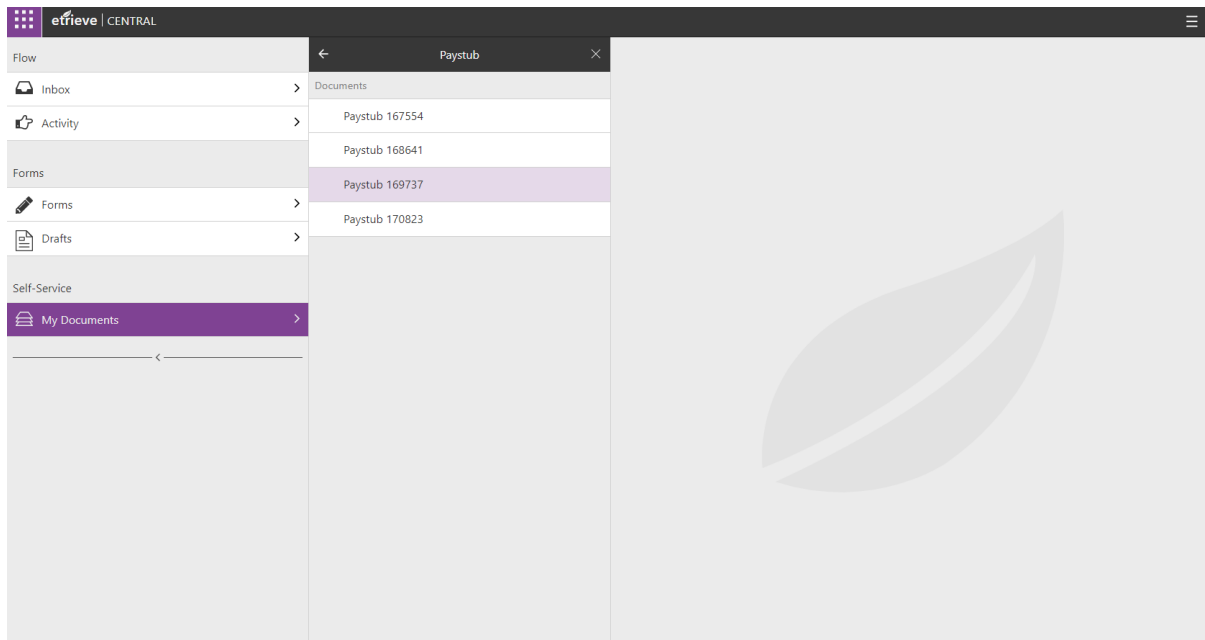 etrieve | CENTRAL
Flow
Inbox
Activity
Forms
Forms
Drafts
Self-Service
My Documents
Paystub
Documents
Paystub 167554
Paystub 168641
Paystub 169737
Paystub 170823